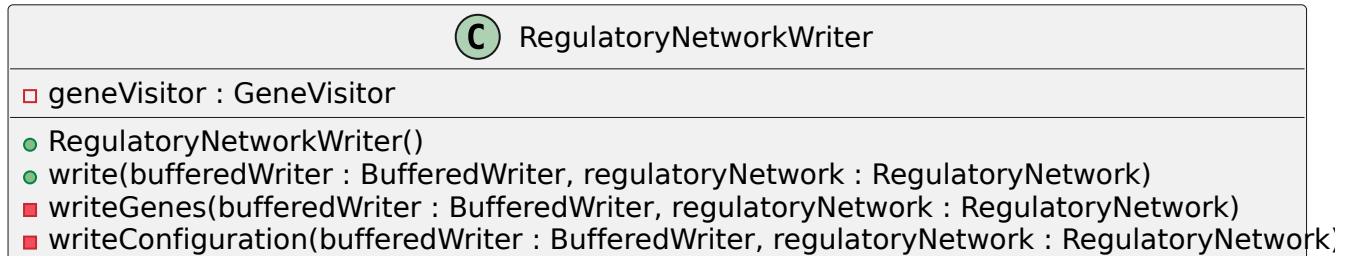 C RegulatoryNetworkWriter
geneVisitor : GeneVisitor
RegulatoryNetworkWriter()
write(bufferedWriter : BufferedWriter, regulatoryNetwork : RegulatoryNetwork)
writeGenes(bufferedWriter : BufferedWriter, regulatoryNetwork : RegulatoryNetwork)
writeConfiguration(bufferedWriter : BufferedWriter, regulatoryNetwork : RegulatoryNetwork)